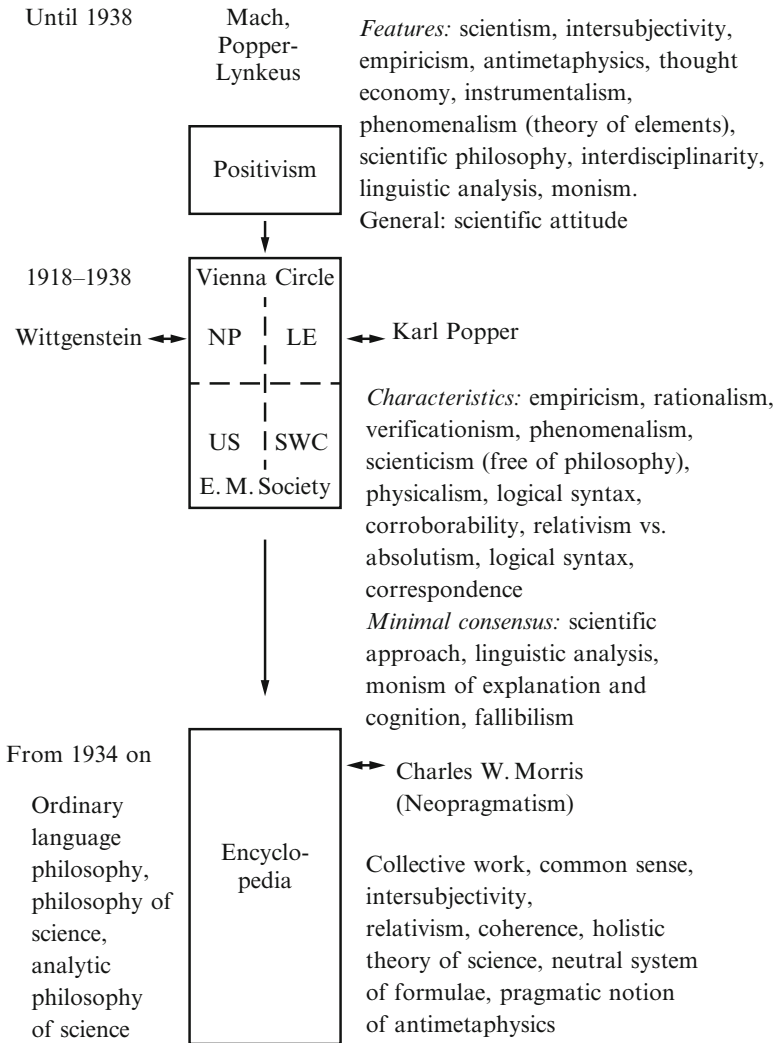 Until 1938
Mach,
Popper-
Lynkeus
Features: scientism, intersubjectivity,
empiricism, antimetaphysics, thought
economy, instrumentalism,
phenomenalism (theory of elements),
scientific philosophy, interdisciplinarity,
linguistic analysis, monism.
General: scientific attitude
Positivism
1918–1938
Vienna Circle
Wittgenstein
NP
LE
Karl Popper
US
SWC
E. M. Society
Characteristics: empiricism, rationalism,
verificationism, phenomenalism,
scienticism (free of philosophy),
physicalism, logical syntax,
corroborability, relativism vs.
absolutism, logical syntax,
correspondence
Minimal consensus: scientific
approach, linguistic analysis,
monism of explanation and
cognition, fallibilism
From 1934 on
Ordinary
language
philosophy,
philosophy of
science,
analytic
philosophy
of science
Encyclo-
pedia
Charles W. Morris
(Neopragmatism)
Collective work, common sense,
intersubjectivity,
relativism, coherence, holistic
theory of science, neutral system
of formulae, pragmatic notion
of antimetaphysics